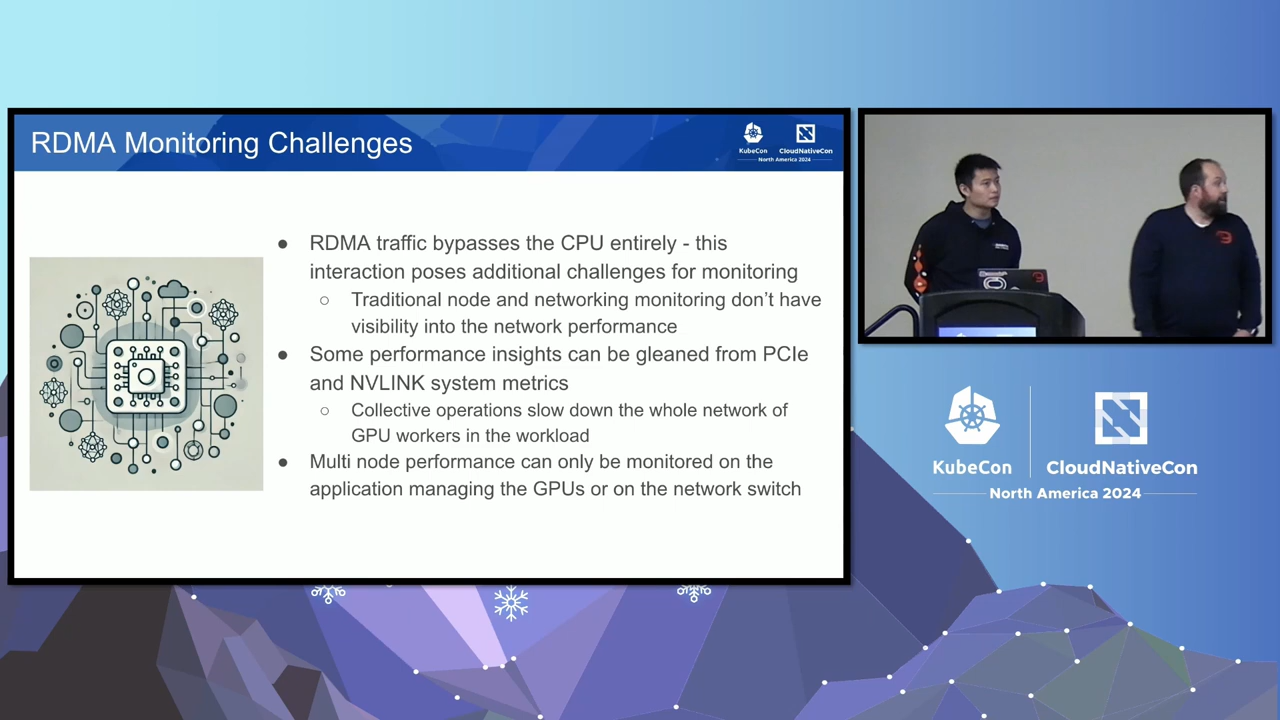 RDMA Monitoring Challenges
KubeCon
CloudNativeCon
North America 2024
● RDMA traffic bypasses the CPU entirely - this
interaction poses additional challenges for monitoring
○ Traditional node and networking monitoring don’t have
visibility into the network performance
● Some performance insights can be gleaned from PCIe
and NVLINK system metrics
○ Collective operations slow down the whole network of
GPU workers in the workload
● Multi node performance can only be monitored on the
application managing the GPUs or on the network switch
KubeCon
CloudNativeCon
North America 2024